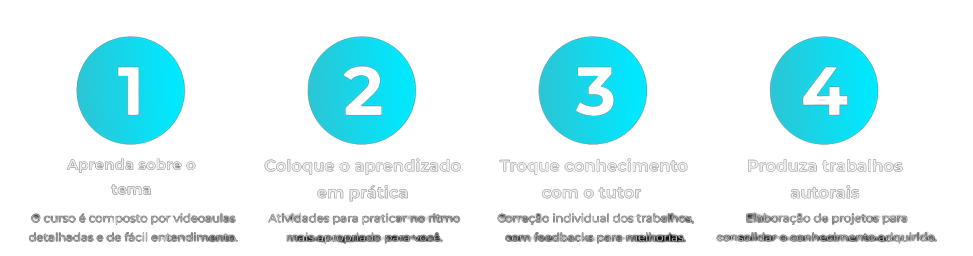 1
Aprenda sobre o
tema
O curso é composto por videoaulas
detalhadas e de fácil entendimento.
2
Coloque o aprendizado
em prática
Atividades para praticar no ritmo
mais apropriado para você.
3
Troque conhecimento
com o tutor
Correção individual dos trabalhos,
com feedbacks para melhorias.
4
Produza trabalhos
autorais
Elaboração de projetos para
consolidar o conhecimento adquirido.